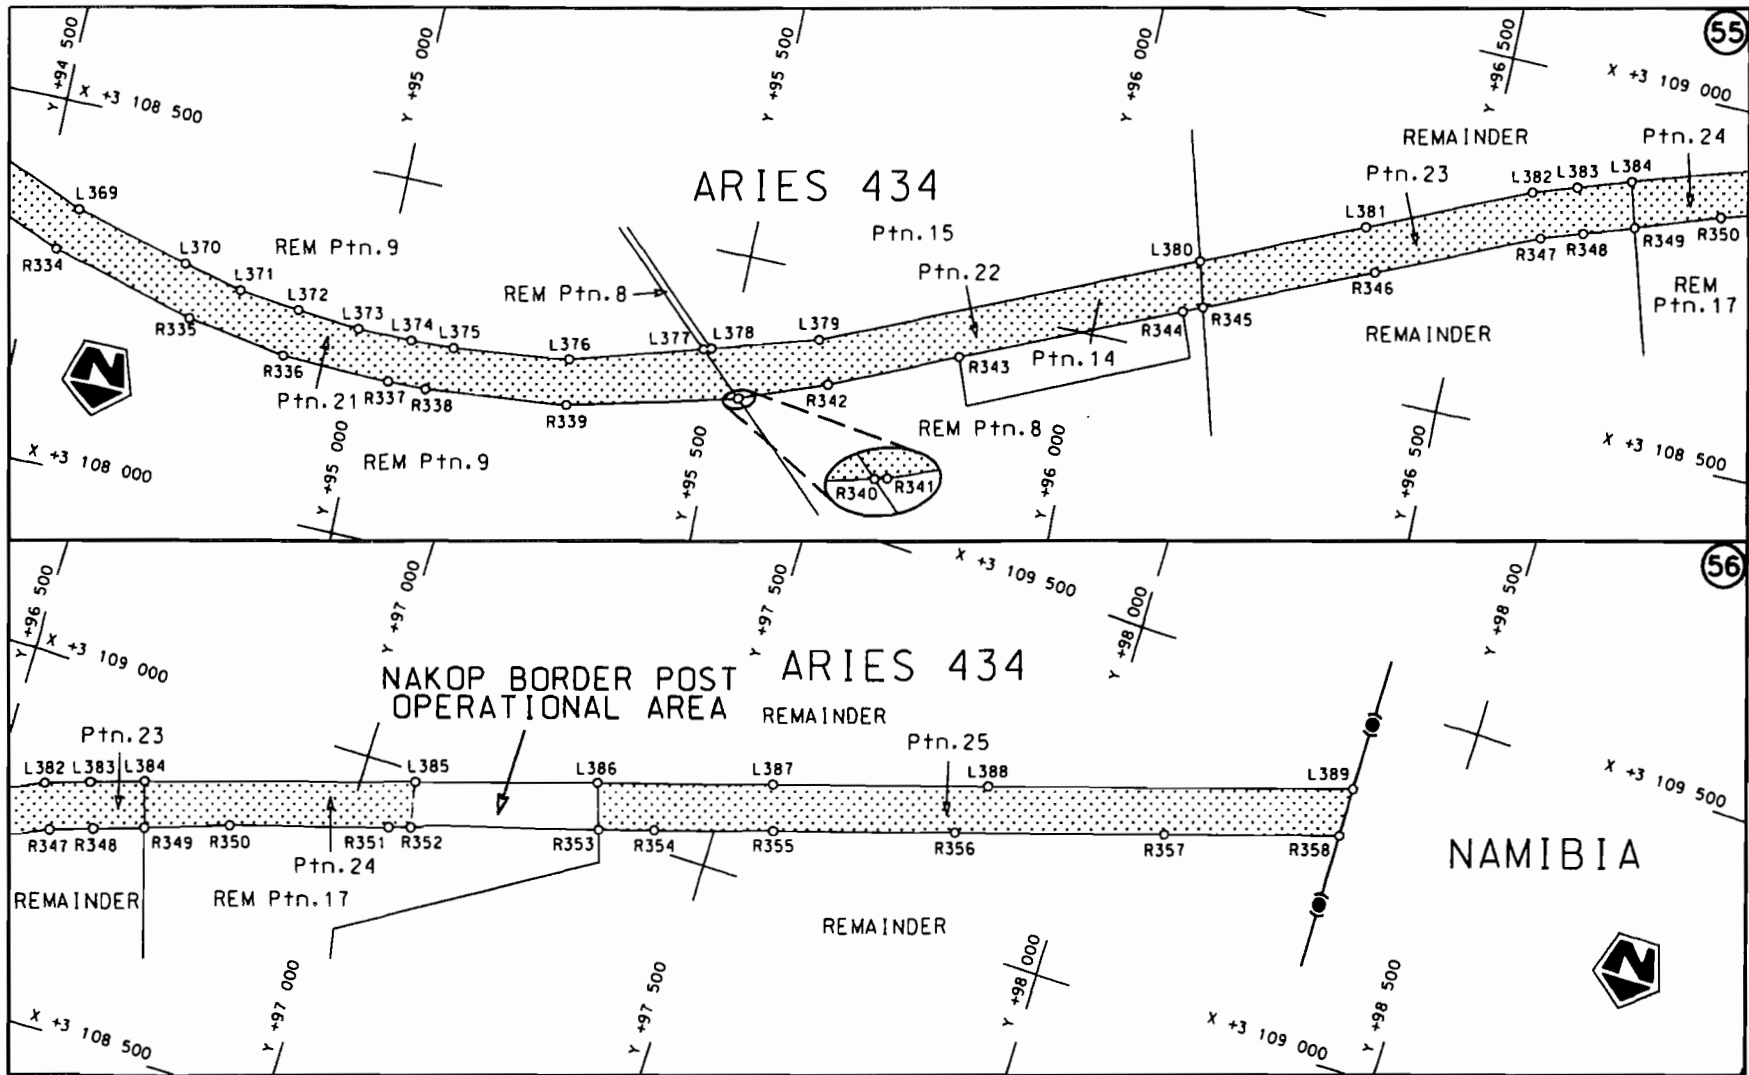 55
Y +94 500
X +3 108 500
Y +95 000
Y +95 500
Y +96 000
Y +96 500
X +3 109 000
ARIES 434
REMAINDER
Ptn.24
Ptn.23
L369
L370
L371
L372
L373
L374
L375
L376
L377
L378
L379
L380
L381
L382
L383
L384
REM Ptn.9
REM Ptn.8
Ptn.15
Ptn.22
Ptn.14
R334
R335
R336
R337
R338
R339
R342
R343
R344
R345
R346
R347
R348
R349
R350
Ptn.21
REM Ptn.9
REM Ptn.8
REMAINDER
REM
Ptn.17
R340
R341
X +3 108 000
Y +95 000
Y +95 500
Y +96 000
Y +96 500
X +3 108 500
56
Y +96 500
X +3 109 000
Y +97 000
Y +97 500
X +3 109 500
Y +98 000
Y +98 500
NAKOP BORDER POST
OPERATIONAL AREA
ARIES 434
REMAINDER
Ptn.23
Ptn.25
L382
L383
L384
L385
L386
L387
L388
L389
X +3 109 500
R347
R348
R349
R350
R351
R352
R353
R354
R355
R356
R357
R358
Ptn.24
REMAINDER
REM Ptn.17
REMAINDER
NAMIBIA
X +3 108 500
Y +97 000
Y +97 500
Y +98 000
X +3 109 000
Y +98 500